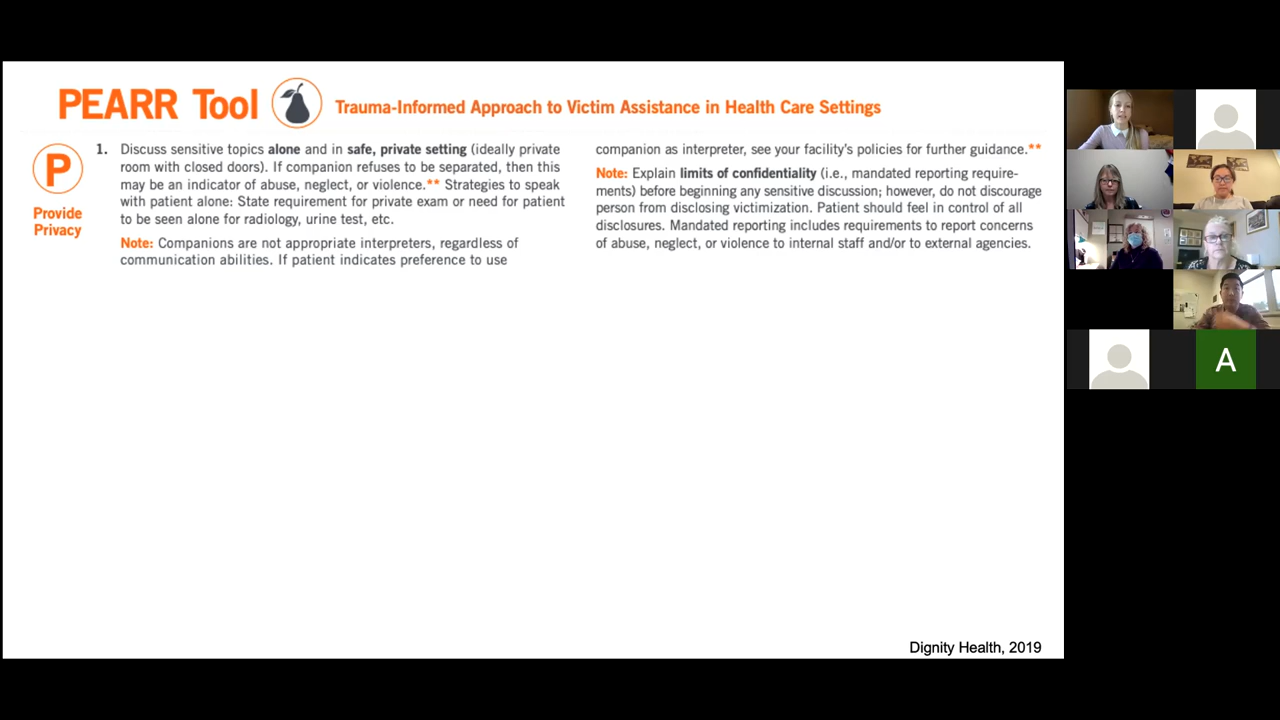 PEARR Tool
Trauma-Informed Approach to Victim Assistance in Health Care Settings
P
Provide
Privacy
1. Discuss sensitive topics alone and in safe, private setting (ideally private
room with closed doors). If companion refuses to be separated, then this
may be an indicator of abuse, neglect, or violence.** Strategies to speak
with patient alone: State requirement for private exam or need for patient
to be seen alone for radiology, urine test, etc.
Note: Companions are not appropriate interpreters, regardless of
communication abilities. If patient indicates preference to use
companion as interpreter, see your facility's policies for further guidance.**
Note: Explain limits of confidentiality (i.e., mandated reporting require-
ments) before beginning any sensitive discussion; however, do not discourage
person from disclosing victimization. Patient should feel in control of all
disclosures. Mandated reporting includes requirements to report concerns
of abuse, neglect, or violence to internal staff and/or to external agencies.
Dignity Health, 2019
A